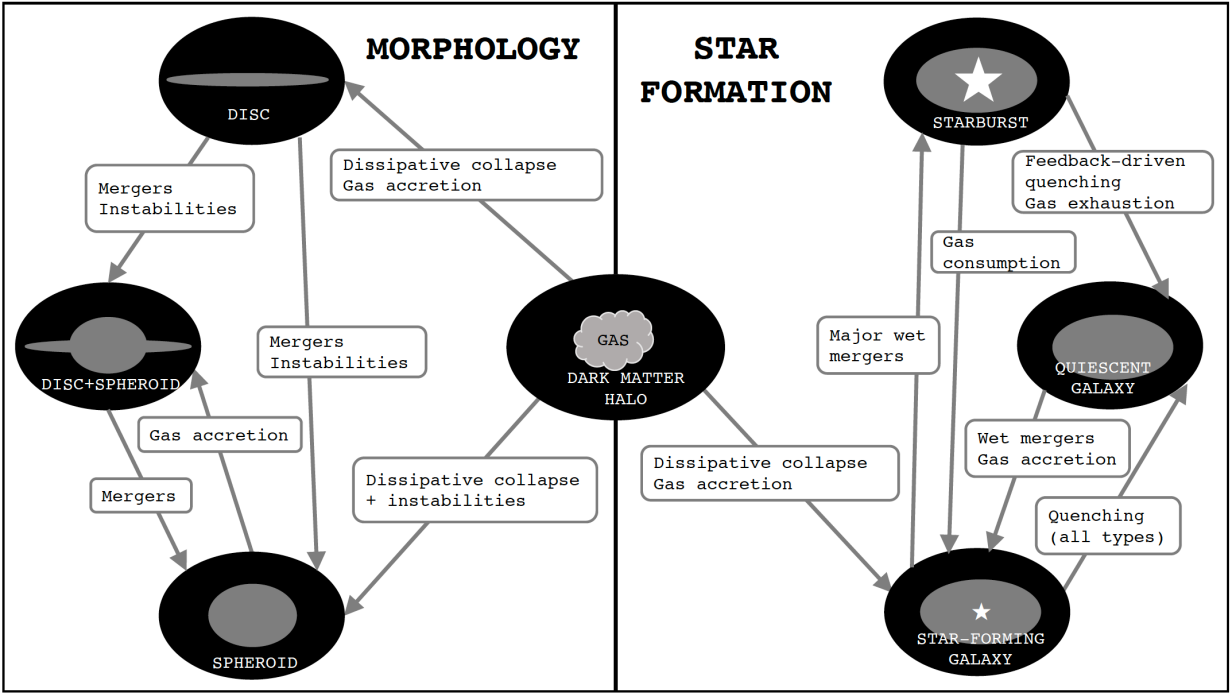 MORPHOLOGY
DISC
Dissipative collapse
Gas accretion
Mergers
Instabilities
Mergers
Instabilities
DISC+SPHEROID
Gas accretion
Mergers
Dissipative collapse
+ instabilities
SPHEROID
GAS
DARK MATTER
HALO
STAR
FORMATION
STARBURST
Feedback-driven
quenching
Gas exhaustion
Gas
consumption
Major wet
mergers
QUIESCENT
GALAXY
Wet mergers
Gas accretion
Dissipative collapse
Gas accretion
Quenching
(all types)
STAR-FORMING
GALAXY